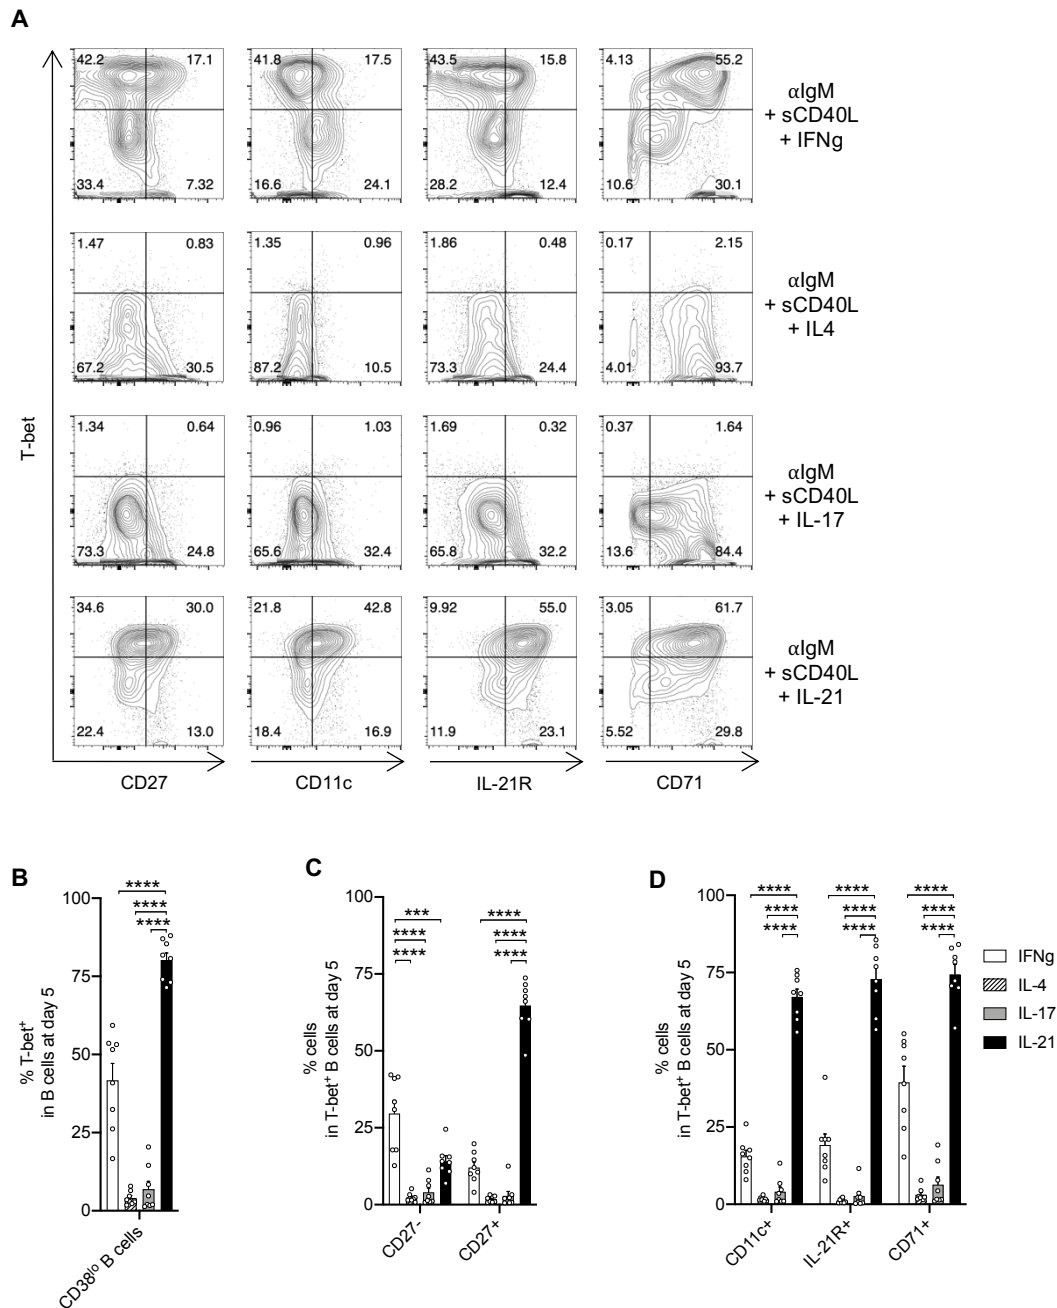 A
42.2 17.1 41.8 17.5 43.5 15.8 4.13 55.2
αIgM
+ sCD40L
+ IFNg
33.4 7.32 16.6 24.1 28.2 12.4 10.6 30.1
1.47 0.83 1.35 0.96 1.86 0.48 0.17 2.15
αIgM
+ sCD40L
+ IL4
67.2 30.5 87.2 10.5 73.3 24.4 4.01 93.7
T-bet
1.34 0.64 0.96 1.03 1.69 0.32 0.37 1.64
αIgM
+ sCD40L
+ IL-17
73.3 24.8 65.6 32.4 65.8 32.2 13.6 84.4
34.6 30.0 21.8 42.8 9.92 55.0 3.05 61.7
αIgM
+ sCD40L
+ IL-21
22.4 13.0 18.4 16.9 11.9 23.1 5.52 29.8
CD27 CD11c IL-21R CD71
B
% T-bet⁺
in B cells at day 5
100
75
50
25
0
****
****
****
CD38ˡᵒ B cells
C
% cells
in T-bet⁺ B cells at day 5
100
75
50
25
0
*** ****
**** ****
**** ****
CD27-
CD27+
D
% cells
in T-bet⁺ B cells at day 5
100
75
50
25
0
**** **** ****
**** **** ****
**** **** ****
CD11c+
IL-21R+
CD71+
IFNg
IL-4
IL-17
IL-21